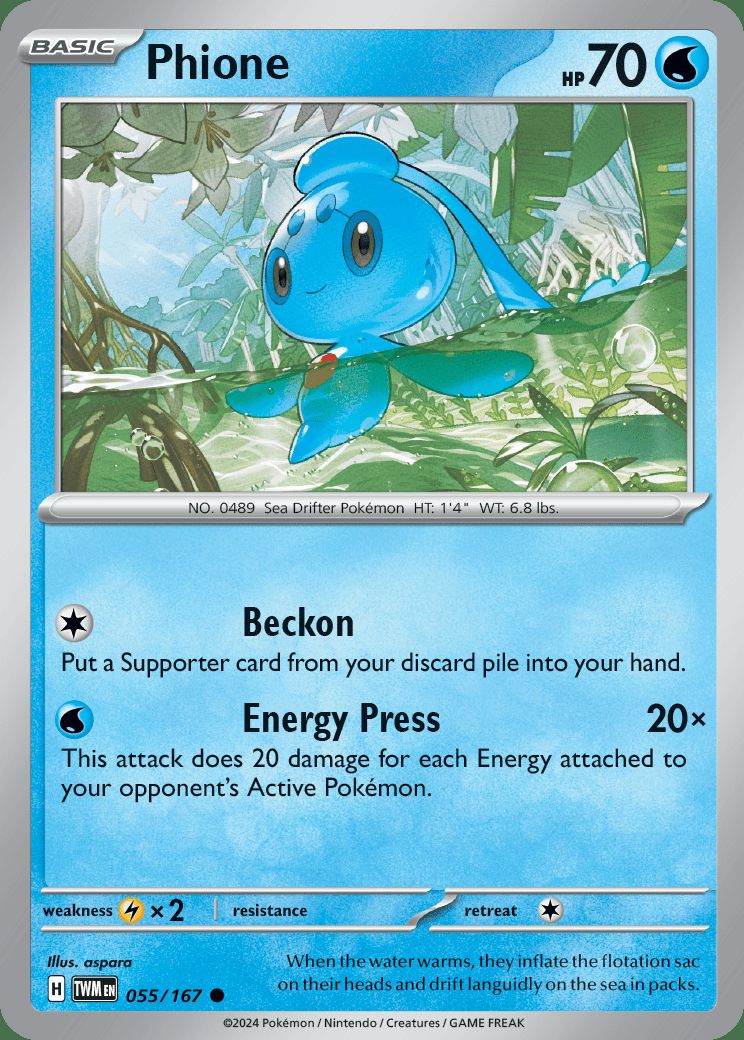 BASIC
Phione
HP 70
NO. 0489 Sea Drifter Pokémon HT: 1'4" WT: 6.8 lbs.
Beckon
Put a Supporter card from your discard pile into your hand.
Energy Press 20×
This attack does 20 damage for each Energy attached to
your opponent's Active Pokémon.
weakness ×2 resistance retreat
Illus. aspara
When the water warms, they inflate the flotation sac
on their heads and drift languidly on the sea in packs.
H TWM EN 055/167
©2024 Pokémon / Nintendo / Creatures / GAME FREAK